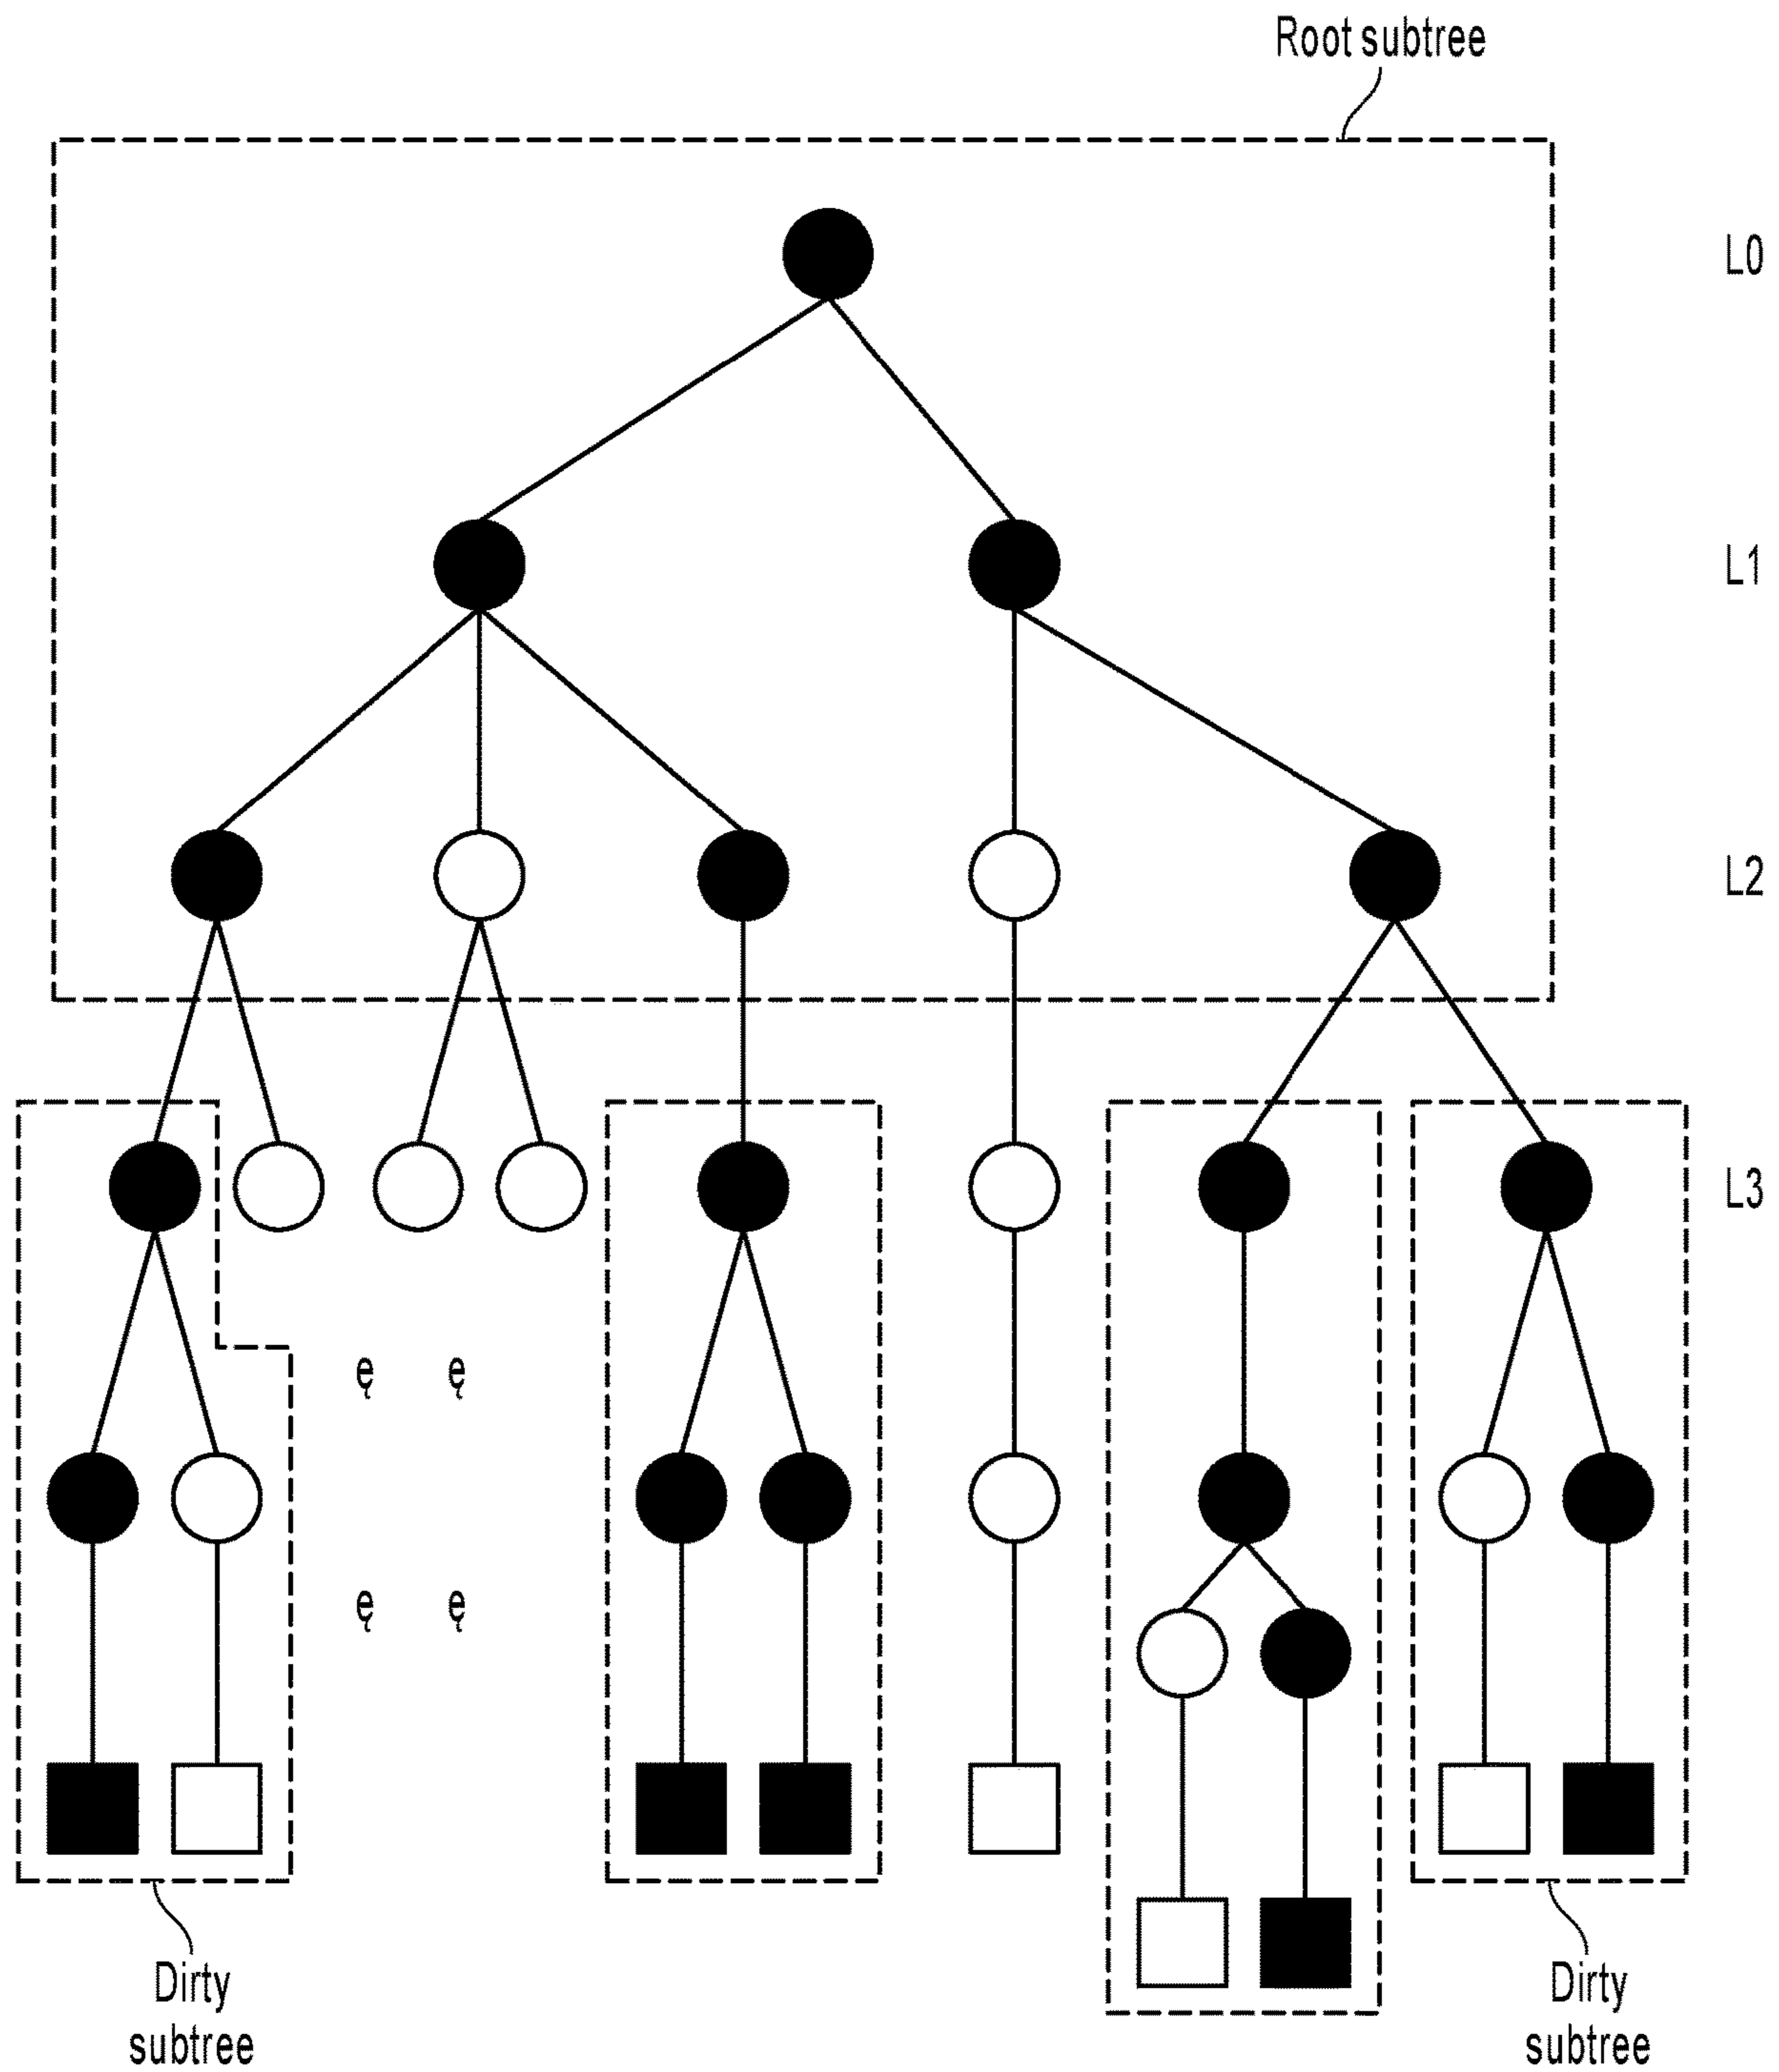 Root subtree
L0
L1
L2
L3
ę ę
ę ę
Dirty
subtree
Dirty
subtree